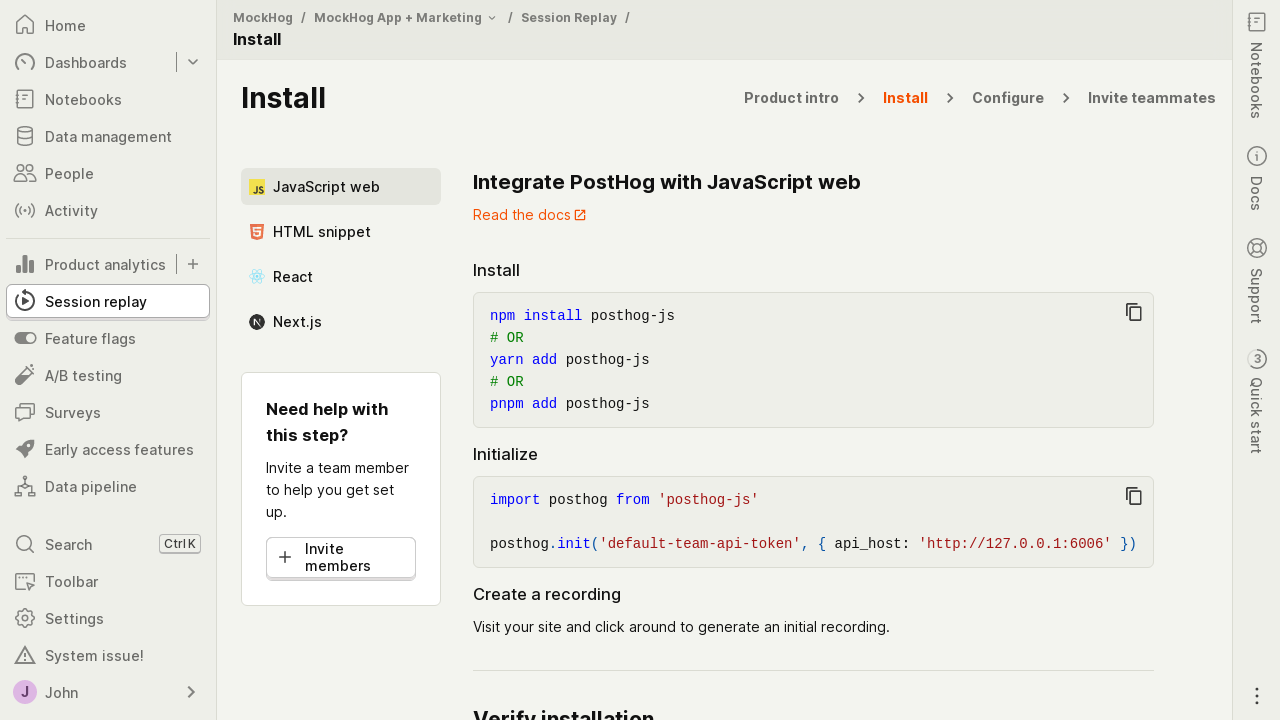 Home
Dashboards
Notebooks
Data management
People
Activity
Product analytics
Session replay
Feature flags
A/B testing
Surveys
Early access features
Data pipeline
Search Ctrl K
Toolbar
Settings
System issue!
J John
MockHog / MockHog App + Marketing / Session Replay /
Install
Install
Product intro Install Configure Invite teammates
JS JavaScript web
HTML snippet
React
Next.js
Need help with
this step?
Invite a team member
to help you get set
up.
Invite
members
Integrate PostHog with JavaScript web
Read the docs
Install
npm install posthog-js
# OR
yarn add posthog-js
# OR
pnpm add posthog-js
Initialize
import posthog from 'posthog-js'
posthog.init('default-team-api-token', { api_host: 'http://127.0.0.1:6006' })
Create a recording
Visit your site and click around to generate an initial recording.
Verify installation
Notebooks
Docs
Support
3 Quick start